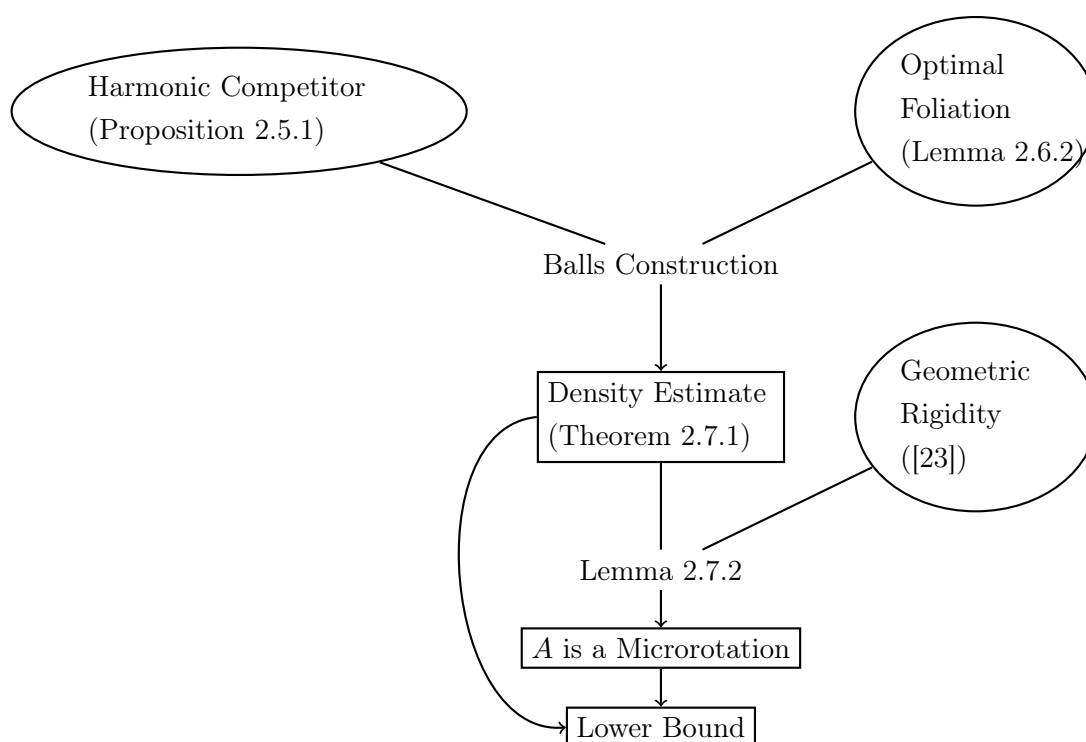 Harmonic Competitor
(Proposition 2.5.1)
Optimal
Foliation
(Lemma 2.6.2)
Balls Construction
Density Estimate
(Theorem 2.7.1)
Geometric
Rigidity
([23])
Lemma 2.7.2
A is a Microrotation
Lower Bound